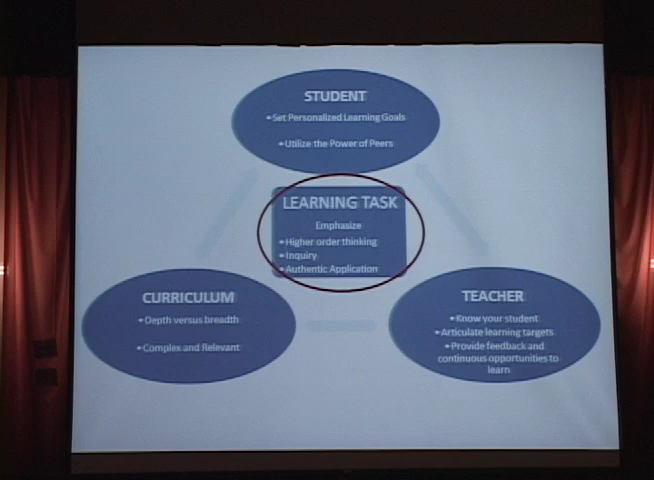 STUDENT
•Set Personalized Learning Goals
•Utilize the Power of Peers
LEARNING TASK
Emphasize
•Higher order thinking
•Inquiry
•Authentic Application
CURRICULUM
•Depth versus breadth
•Complex and Relevant
TEACHER
•Know your student
•Articulate learning targets
•Provide feedback and
continuous opportunities to
learn